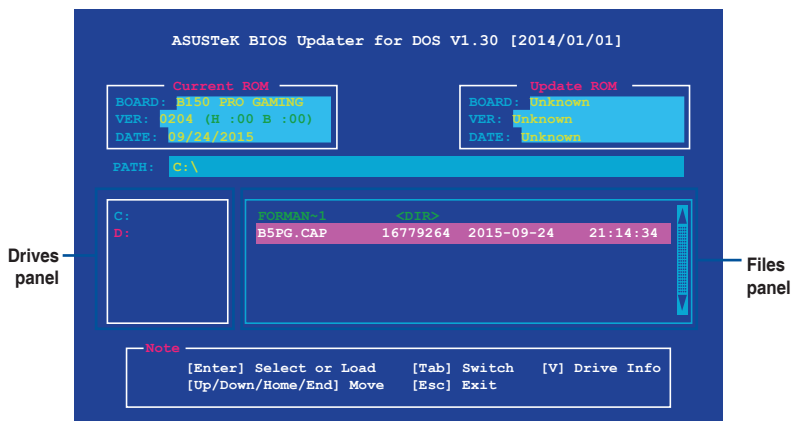 ASUSTeK BIOS Updater for DOS V1.30 [2014/01/01]
Current ROM
BOARD: B150 PRO GAMING
VER: 0204 (H :00 B :00)
DATE: 09/24/2015
Update ROM
BOARD: Unknown
VER: Unknown
DATE: Unknown
PATH: C:\
C:
D:
FORMAN~1 <DIR>
B5PG.CAP 16779264 2015-09-24 21:14:34
Drives
panel
Files
panel
Note
[Enter] Select or Load [Tab] Switch [V] Drive Info
[Up/Down/Home/End] Move [Esc] Exit